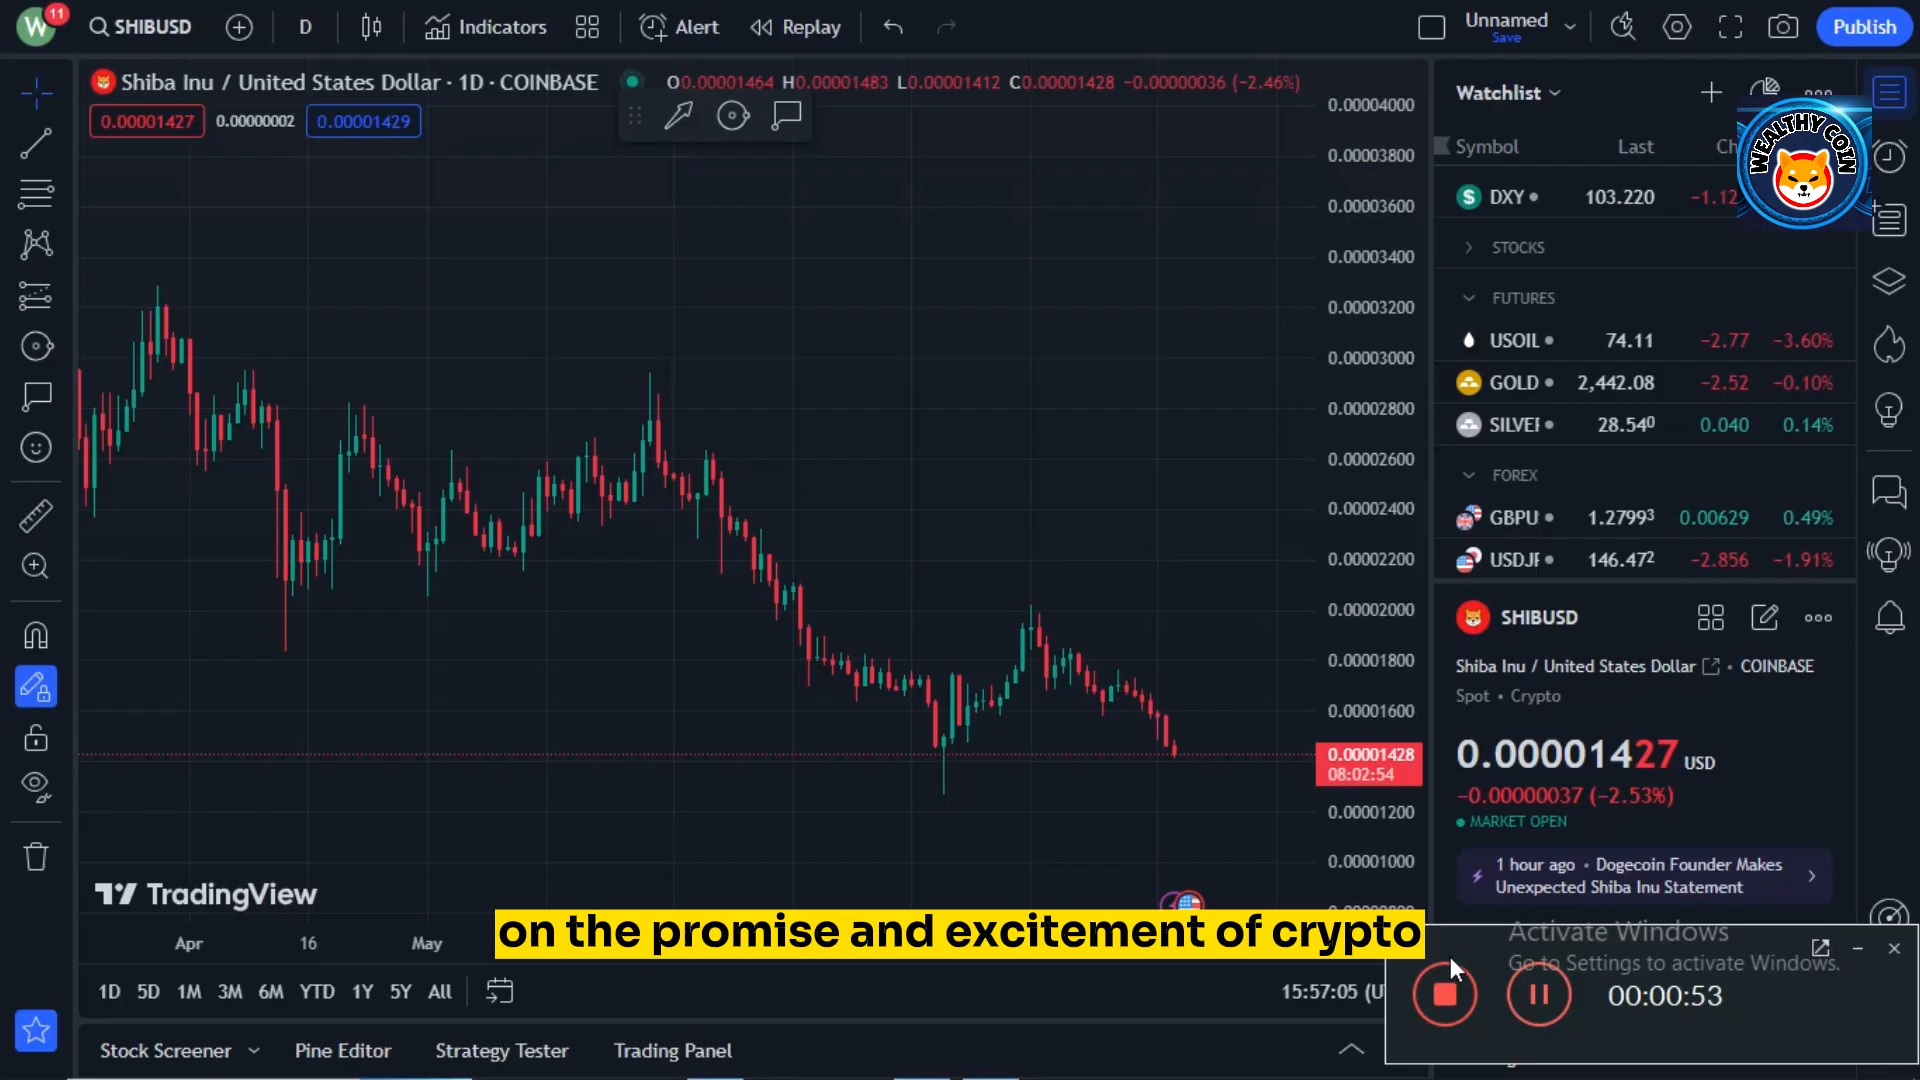 W 11 SHIBUSD D Indicators Alert Replay Unnamed Save Publish
Shiba Inu / United States Dollar · 1D · COINBASE O0.00001464 H0.00001483 L0.00001412 C0.00001428 −0.00000036 (−2.46%)
0.00001427 0.00000002 0.00001429
0.00004000
0.00003800
0.00003600
0.00003400
0.00003200
0.00003000
0.00002800
0.00002600
0.00002400
0.00002200
0.00002000
0.00001800
0.00001600
0.00001428
08:02:54
0.00001200
0.00001000
TradingView
Apr 16 May
on the promise and excitement of crypto
1D 5D 1M 3M 6M YTD 1Y 5Y All
15:57:05 (U
Stock Screener Pine Editor Strategy Tester Trading Panel
Watchlist
WEALTHY COIN
Symbol Last Ch
DXY 103.220 −1.12
STOCKS
FUTURES
USOIL 74.11 −2.77 −3.60%
GOLD 2,442.08 −2.52 −0.10%
SILVER 28.540 0.040 0.14%
FOREX
GBPU 1.27993 0.00629 0.49%
USDJP 146.472 −2.856 −1.91%
SHIBUSD
Shiba Inu / United States Dollar • COINBASE
Spot • Crypto
0.00001427 USD
−0.00000037 (−2.53%)
MARKET OPEN
1 hour ago • Dogecoin Founder Makes
Unexpected Shiba Inu Statement
Activate Windows
Go to Settings to activate Windows.
00:00:53